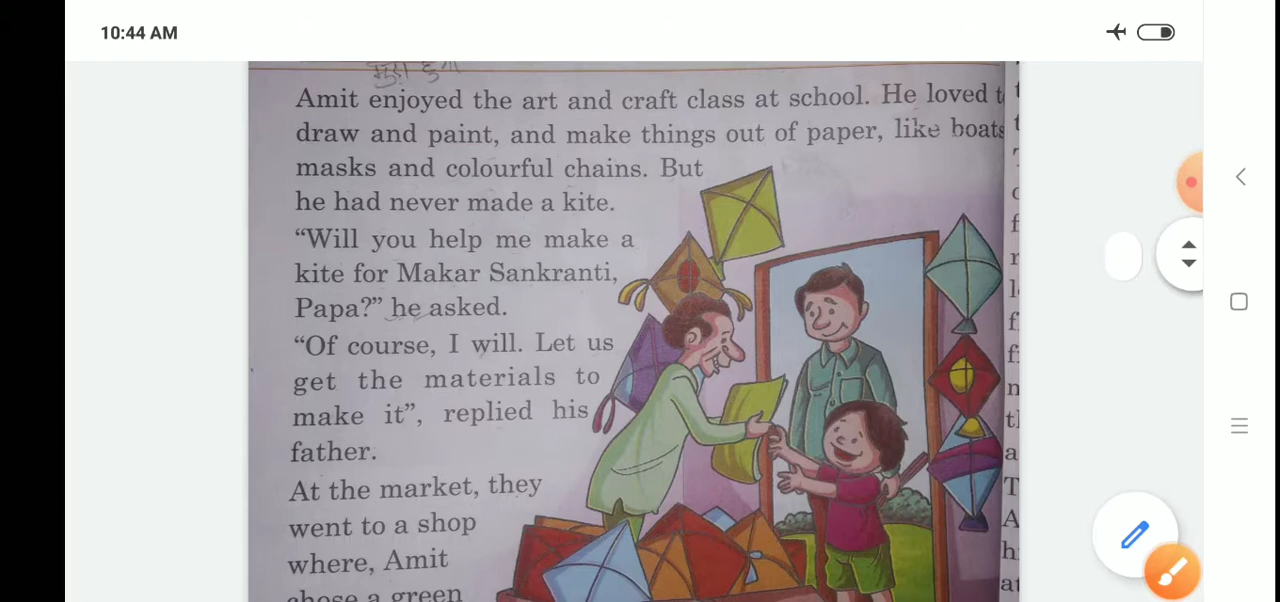 10:44 AM
Amit enjoyed the art and craft class at school. He loved
draw and paint, and make things out of paper, like boats
masks and colourful chains. But
he had never made a kite.
“Will you help me make a
kite for Makar Sankranti,
Papa?” he asked.
“Of course, I will. Let us
get the materials to
make it”, replied his
father.
At the market, they
went to a shop
where, Amit
chose a green